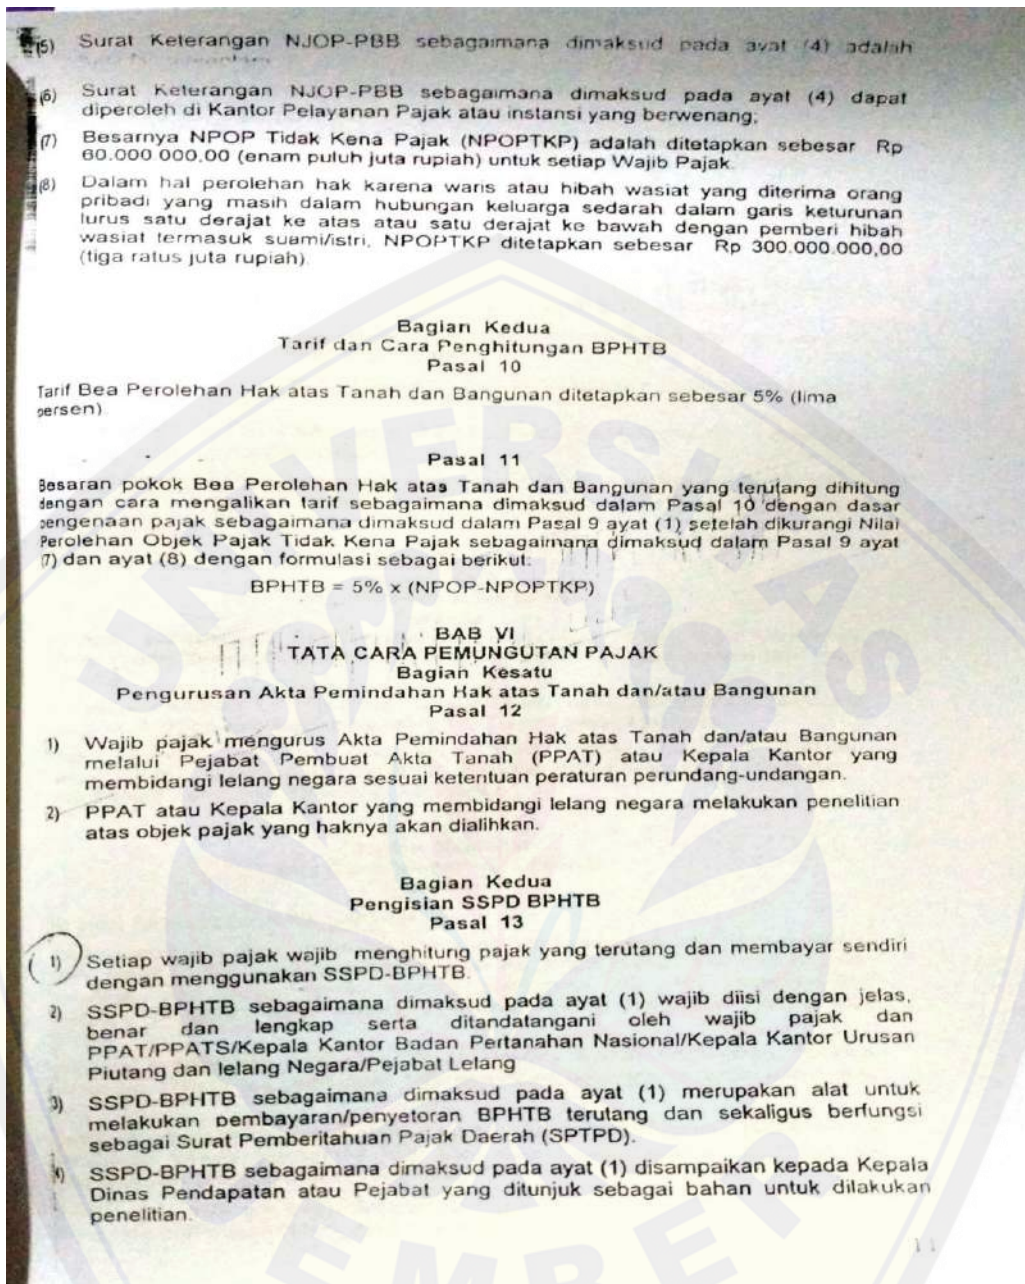 (5) Surat Keterangan NJOP-PBB sebagaimana dimaksud pada ayat (4) adalah
(6) Surat Keterangan NJOP-PBB sebagaimana dimaksud pada ayat (4) dapat
diperoleh di Kantor Pelayanan Pajak atau instansi yang berwenang;
(7) Besarnya NPOP Tidak Kena Pajak (NPOPTKP) adalah ditetapkan sebesar Rp
60.000.000,00 (enam puluh juta rupiah) untuk setiap Wajib Pajak.
(8) Dalam hal perolehan hak karena waris atau hibah wasiat yang diterima orang
pribadi yang masih dalam hubungan keluarga sedarah dalam garis keturunan
lurus satu derajat ke atas atau satu derajat ke bawah dengan pemberi hibah
wasiat termasuk suami/istri, NPOPTKP ditetapkan sebesar Rp 300.000.000,00
(tiga ratus juta rupiah).
Bagian Kedua
Tarif dan Cara Penghitungan BPHTB
Pasal 10
Tarif Bea Perolehan Hak atas Tanah dan Bangunan ditetapkan sebesar 5% (lima
persen).
Pasal 11
Besaran pokok Bea Perolehan Hak atas Tanah dan Bangunan yang terutang dihitung
dengan cara mengalikan tarif sebagaimana dimaksud dalam Pasal 10 dengan dasar
pengenaan pajak sebagaimana dimaksud dalam Pasal 9 ayat (1) setelah dikurangi Nilai
Perolehan Objek Pajak Tidak Kena Pajak sebagaimana dimaksud dalam Pasal 9 ayat
(7) dan ayat (8) dengan formulasi sebagai berikut:
BPHTB = 5% x (NPOP-NPOPTKP)
BAB VI
TATA CARA PEMUNGUTAN PAJAK
Bagian Kesatu
Pengurusan Akta Pemindahan Hak atas Tanah dan/atau Bangunan
Pasal 12
1) Wajib pajak mengurus Akta Pemindahan Hak atas Tanah dan/atau Bangunan
melalui Pejabat Pembuat Akta Tanah (PPAT) atau Kepala Kantor yang
membidangi lelang negara sesuai ketentuan peraturan perundang-undangan.
2) PPAT atau Kepala Kantor yang membidangi lelang negara melakukan penelitian
atas objek pajak yang haknya akan dialihkan.
Bagian Kedua
Pengisian SSPD BPHTB
Pasal 13
1) Setiap wajib pajak wajib menghitung pajak yang terutang dan membayar sendiri
dengan menggunakan SSPD-BPHTB.
2) SSPD-BPHTB sebagaimana dimaksud pada ayat (1) wajib diisi dengan jelas,
benar dan lengkap serta ditandatangani oleh wajib pajak dan
PPAT/PPATS/Kepala Kantor Badan Pertanahan Nasional/Kepala Kantor Urusan
Piutang dan lelang Negara/Pejabat Lelang
3) SSPD-BPHTB sebagaimana dimaksud pada ayat (1) merupakan alat untuk
melakukan pembayaran/penyetoran BPHTB terutang dan sekaligus berfungsi
sebagai Surat Pemberitahuan Pajak Daerah (SPTPD).
4) SSPD-BPHTB sebagaimana dimaksud pada ayat (1) disampaikan kepada Kepala
Dinas Pendapatan atau Pejabat yang ditunjuk sebagai bahan untuk dilakukan
penelitian.
11